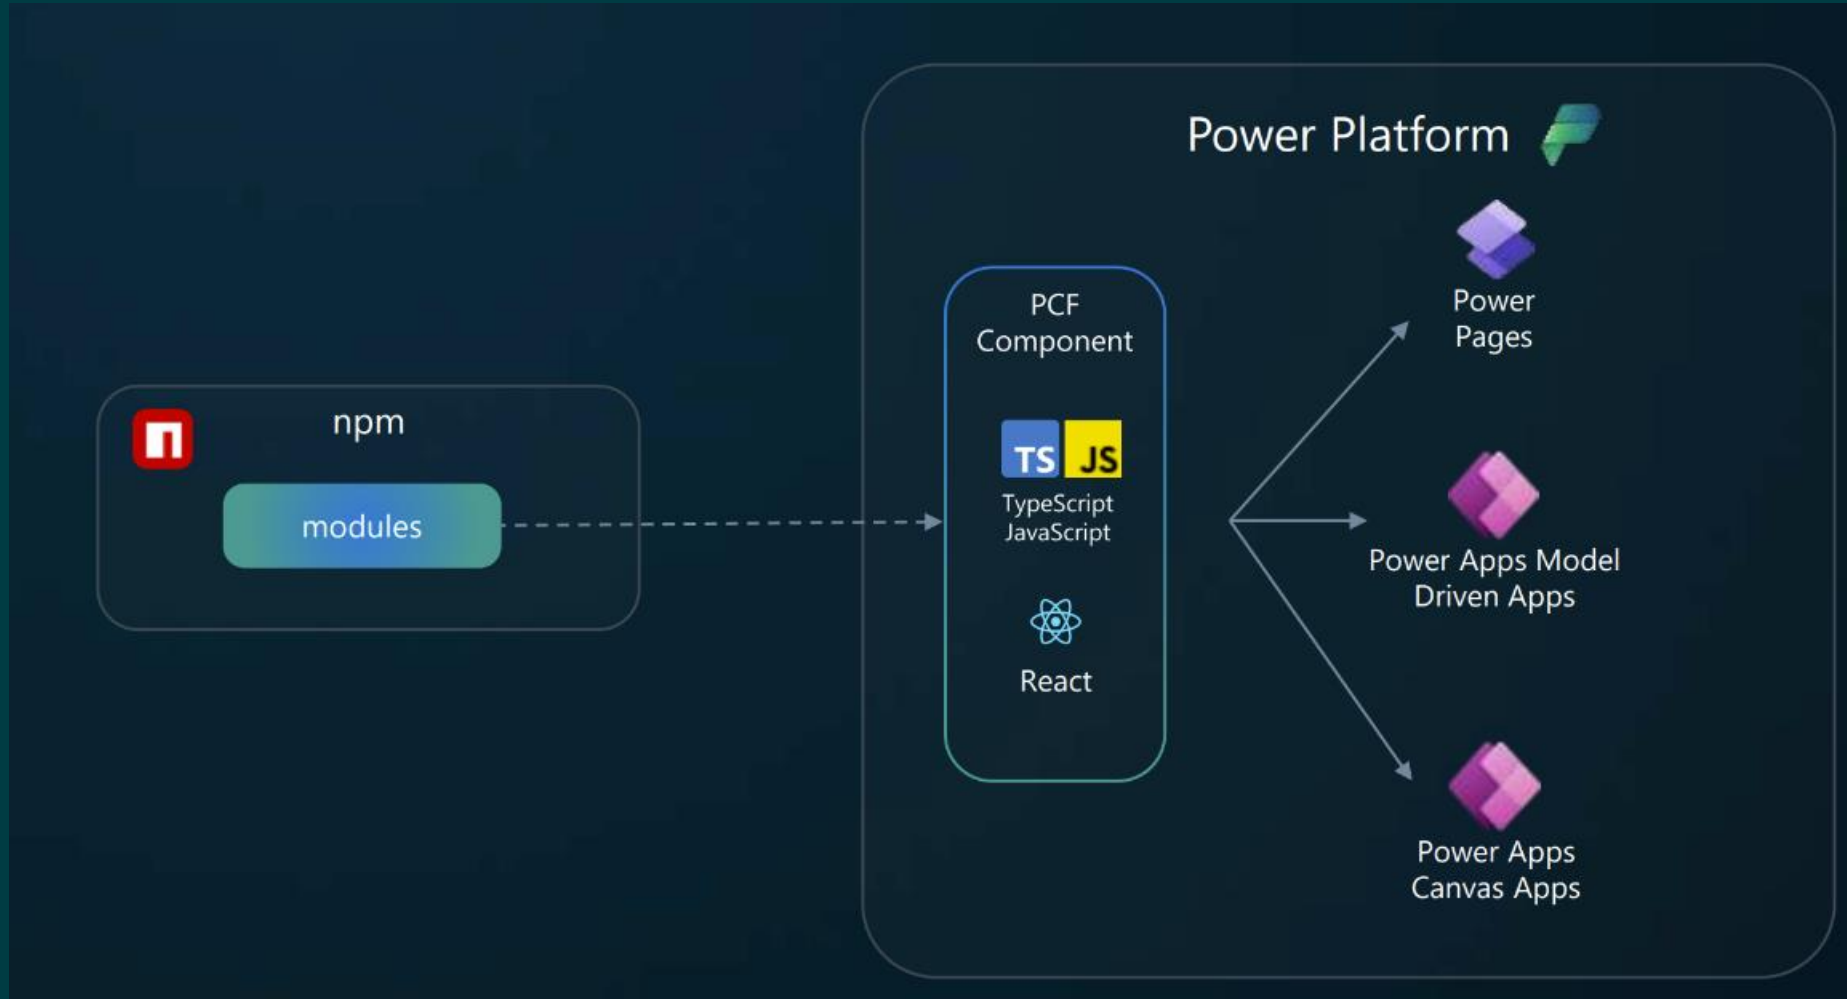 Power Platform
Power
Pages
PCF
Component
npm
TS JS
modules
TypeScript
JavaScript
Power Apps Model
Driven Apps
React
Power Apps
Canvas Apps